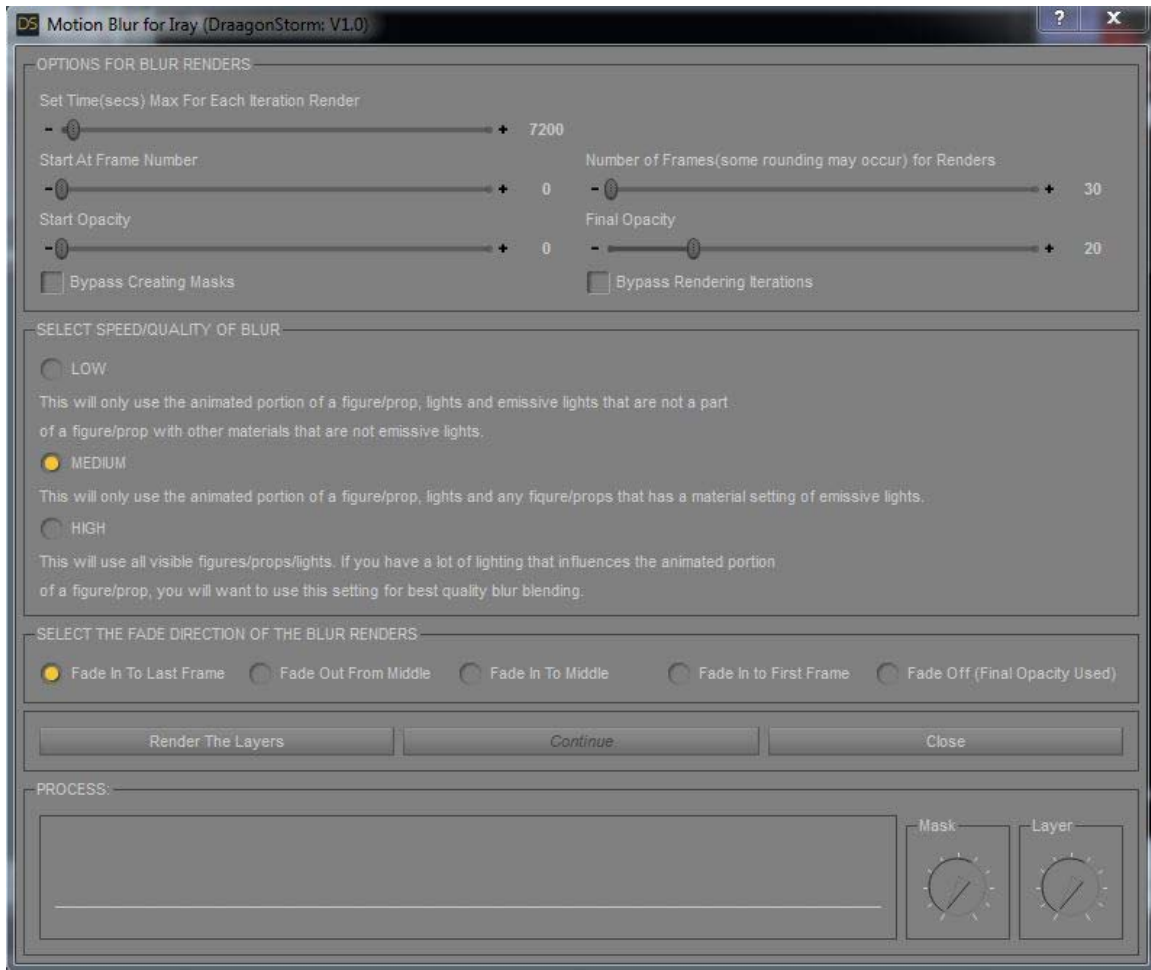 DS Motion Blur for Iray (DraagonStorm: V1.0)
? X
OPTIONS FOR BLUR RENDERS
Set Time(secs) Max For Each Iteration Render
- + 7200
Start At Frame Number
- + 0
Number of Frames(some rounding may occur) for Renders
- + 30
Start Opacity
- + 0
Final Opacity
- + 20
Bypass Creating Masks
Bypass Rendering Iterations
SELECT SPEED/QUALITY OF BLUR
LOW
This will only use the animated portion of a figure/prop, lights and emissive lights that are not a part
of a figure/prop with other materials that are not emissive lights.
MEDIUM
This will only use the animated portion of a figure/prop, lights and any fiqure/props that has a material setting of emissive lights.
HIGH
This will use all visible figures/props/lights. If you have a lot of lighting that influences the animated portion
of a figure/prop, you will want to use this setting for best quality blur blending.
SELECT THE FADE DIRECTION OF THE BLUR RENDERS
Fade In To Last Frame Fade Out From Middle Fade In To Middle Fade In to First Frame Fade Off (Final Opacity Used)
Render The Layers Continue Close
PROCESS:
Mask Layer